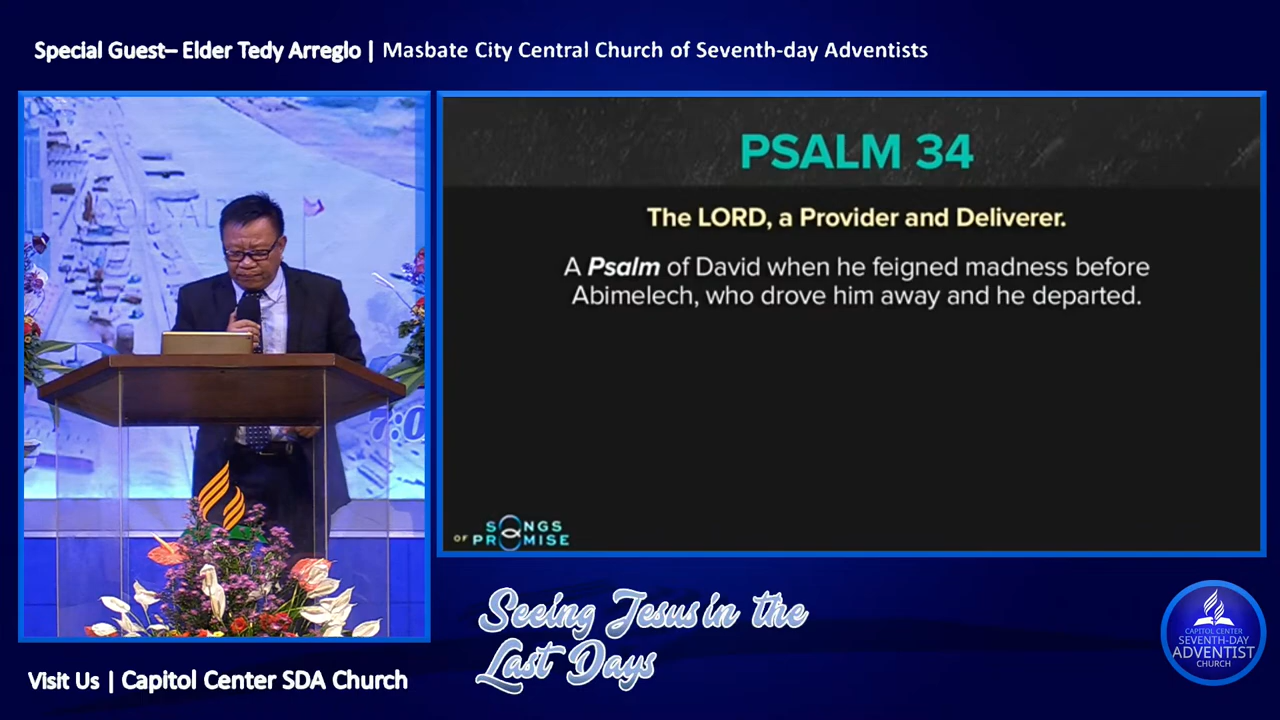 Special Guest– Elder Tedy Arreglo | Masbate City Central Church of Seventh-day Adventists
PSALM 34
The LORD, a Provider and Deliverer.
A Psalm of David when he feigned madness before
Abimelech, who drove him away and he departed.
SONGS
OF PROMISE
7:0
Seeing Jesus in the
Last Days
Visit Us | Capitol Center SDA Church
CAPITOL CENTER
SEVENTH-DAY
ADVENTIST
CHURCH